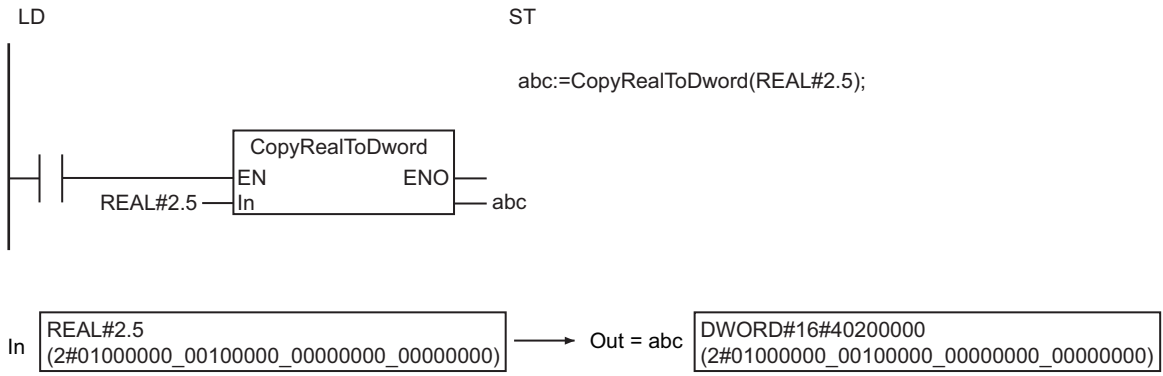 LD
ST
abc:=CopyRealToDword(REAL#2.5);
CopyRealToDword
EN ENO
REAL#2.5 In abc
In REAL#2.5 Out = abc DWORD#16#40200000
(2#01000000_00100000_00000000_00000000) (2#01000000_00100000_00000000_00000000)